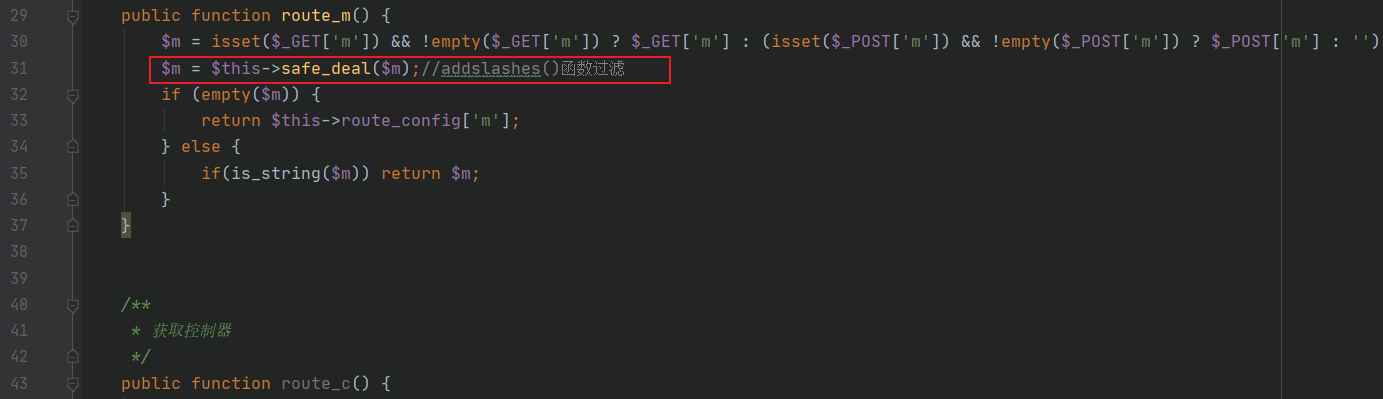 29 public function route_m() {
30 $m = isset($_GET['m']) && !empty($_GET['m']) ? $_GET['m'] : (isset($_POST['m']) && !empty($_POST['m']) ? $_POST['m'] : '')
31 $m = $this->safe_deal($m);//addslashes()函数过滤
32 if (empty($m)) {
33 return $this->route_config['m'];
34 } else {
35 if(is_string($m)) return $m;
36 }
37 }
38
39
40 /**
41 * 获取控制器
42 */
43 public function route_c() {